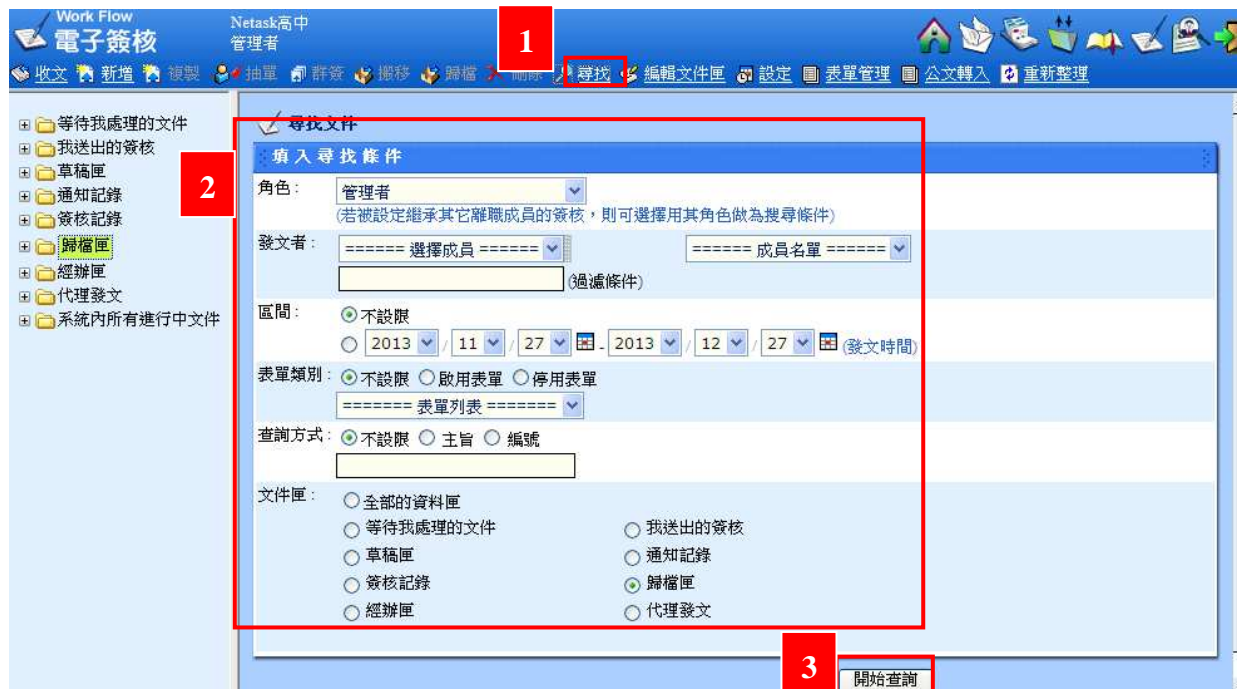 Work Flow
電子簽核
Netask高中
管理者
1
收文 新增 複製 抽單 群簽 搬移 歸檔 刪除 尋找 編輯文件匣 設定 表單管理 公文轉入 重新整理
等待我處理的文件
我送出的簽核
草稿匣
通知記錄
簽核記錄
歸檔匣
經辦匣
代理發文
系統內所有進行中文件
2
尋找文件
填入尋找條件
角色: 管理者
(若被設定繼承其它離職成員的簽核,則可選擇用其角色做為搜尋條件)
發文者: ====== 選擇成員 ====== ====== 成員名單 ======
(過濾條件)
區間: 不設限
2013 / 11 / 27 - 2013 / 12 / 27 (發文時間)
表單類別: 不設限 啟用表單 停用表單
======= 表單列表 =======
查詢方式: 不設限 主旨 編號
文件匣: 全部的資料匣
等待我處理的文件 我送出的簽核
草稿匣 通知記錄
簽核記錄 歸檔匣
經辦匣 代理發文
3
開始查詢